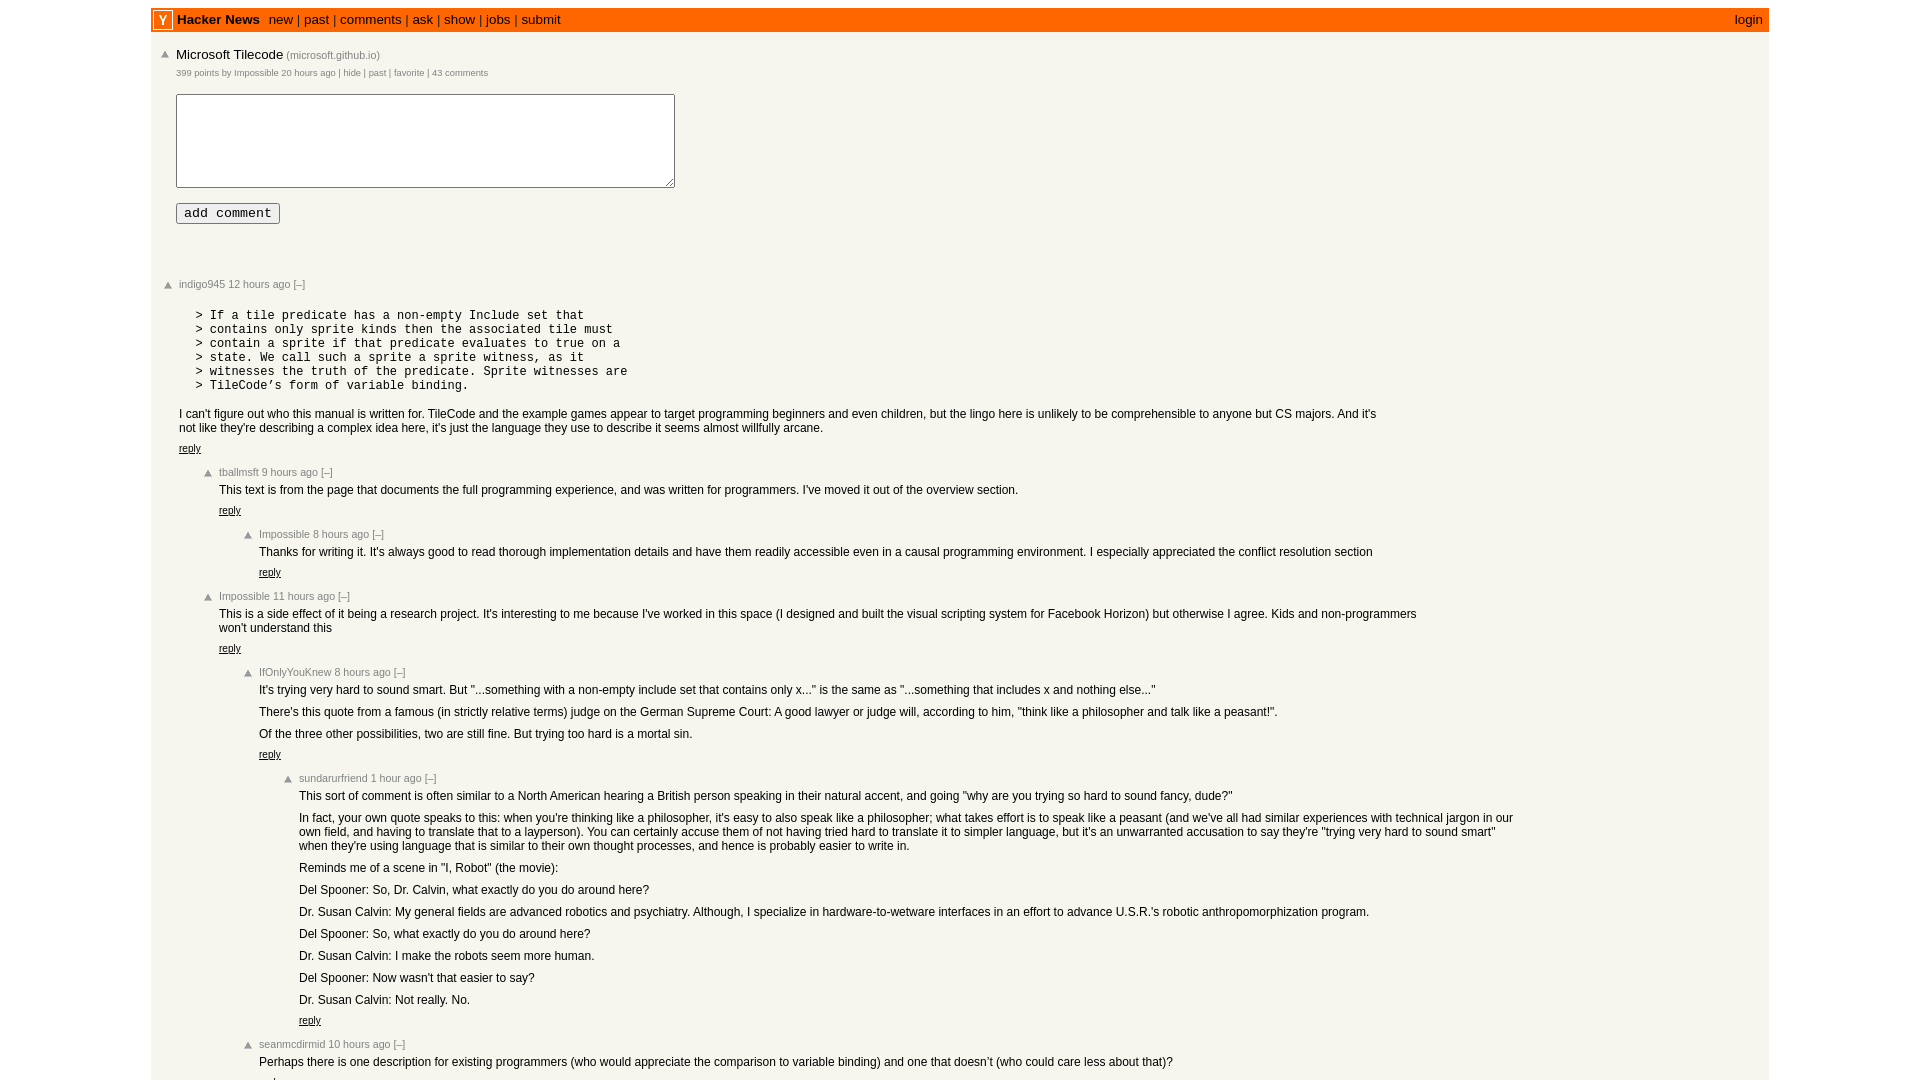 Y Hacker News new | past | comments | ask | show | jobs | submit login
Microsoft Tilecode (microsoft.github.io)
399 points by Impossible 20 hours ago | hide | past | favorite | 43 comments
add comment
indigo945 12 hours ago [–]
> If a tile predicate has a non-empty Include set that
> contains only sprite kinds then the associated tile must
> contain a sprite if that predicate evaluates to true on a
> state. We call such a sprite a sprite witness, as it
> witnesses the truth of the predicate. Sprite witnesses are
> TileCode’s form of variable binding.
I can't figure out who this manual is written for. TileCode and the example games appear to target programming beginners and even children, but the lingo here is unlikely to be comprehensible to anyone but CS majors. And it's
not like they're describing a complex idea here, it's just the language they use to describe it seems almost willfully arcane.
reply
tballmsft 9 hours ago [–]
This text is from the page that documents the full programming experience, and was written for programmers. I've moved it out of the overview section.
reply
Impossible 8 hours ago [–]
Thanks for writing it. It's always good to read thorough implementation details and have them readily accessible even in a causal programming environment. I especially appreciated the conflict resolution section
reply
Impossible 11 hours ago [–]
This is a side effect of it being a research project. It's interesting to me because I've worked in this space (I designed and built the visual scripting system for Facebook Horizon) but otherwise I agree. Kids and non-programmers
won't understand this
reply
IfOnlyYouKnew 8 hours ago [–]
It's trying very hard to sound smart. But "...something with a non-empty include set that contains only x..." is the same as "...something that includes x and nothing else..."
There's this quote from a famous (in strictly relative terms) judge on the German Supreme Court: A good lawyer or judge will, according to him, "think like a philosopher and talk like a peasant!".
Of the three other possibilities, two are still fine. But trying too hard is a mortal sin.
reply
sundarurfriend 1 hour ago [–]
This sort of comment is often similar to a North American hearing a British person speaking in their natural accent, and going "why are you trying so hard to sound fancy, dude?"
In fact, your own quote speaks to this: when you're thinking like a philosopher, it's easy to also speak like a philosopher; what takes effort is to speak like a peasant (and we've all had similar experiences with technical jargon in our
own field, and having to translate that to a layperson). You can certainly accuse them of not having tried hard to translate it to simpler language, but it's an unwarranted accusation to say they're "trying very hard to sound smart"
when they're using language that is similar to their own thought processes, and hence is probably easier to write in.
Reminds me of a scene in "I, Robot" (the movie):
Del Spooner: So, Dr. Calvin, what exactly do you do around here?
Dr. Susan Calvin: My general fields are advanced robotics and psychiatry. Although, I specialize in hardware-to-wetware interfaces in an effort to advance U.S.R.'s robotic anthropomorphization program.
Del Spooner: So, what exactly do you do around here?
Dr. Susan Calvin: I make the robots seem more human.
Del Spooner: Now wasn't that easier to say?
Dr. Susan Calvin: Not really. No.
reply
seanmcdirmid 10 hours ago [–]
Perhaps there is one description for existing programmers (who would appreciate the comparison to variable binding) and one that doesn’t (who could care less about that)?